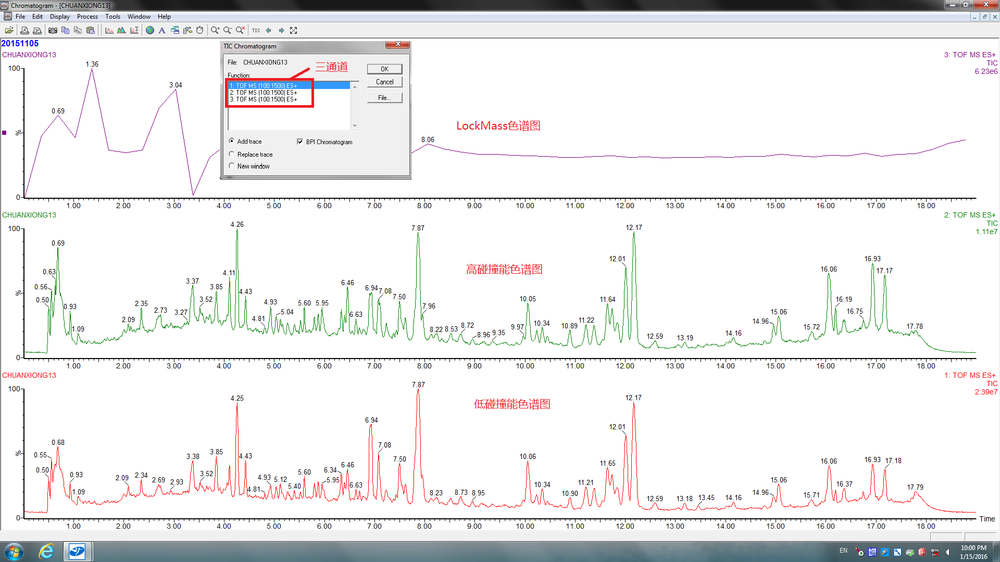 Chromatogram - [CHUANXIONG13]
File Edit Display Process Tools Window Help
TIC
20151105
CHUANXIONG13
3: TOF MS ES+
TIC
6.23e6
100
%
0
0.69
1.36
3.04
8.06
LockMass色谱图
1.00 2.00 3.00 4.00 5.00 6.00 7.00 8.00 9.00 10.00 11.00 12.00 13.00 14.00 15.00 16.00 17.00 18.00
TIC Chromatogram
File: CHUANXIONG13
三通道
Function:
1: TOF MS (100:1500) ES+
2: TOF MS (100:1500) ES+
3: TOF MS (100:1500) ES+
OK
Cancel
File...
Add trace
BPI Chromatogram
Replace trace
New window
CHUANXIONG13
2: TOF MS ES+
TIC
1.11e7
100
%
0
高碰撞能色谱图
0.50 0.56 0.63 0.69 0.93 1.09 2.09 2.35 2.73 3.27 3.37 3.52 3.85 4.11 4.26 4.43 4.81 4.93 5.04 5.60 5.95 6.46 6.63 6.94 7.08 7.50 7.87 7.96 8.22 8.53 8.72 8.96 9.35 9.97 10.05 10.34 10.89 11.22 11.64 12.01 12.17 12.59 13.19 14.16 14.96 15.06 15.72 16.06 16.19 16.75 16.93 17.17 17.78
1.00 2.00 3.00 4.00 5.00 6.00 7.00 8.00 9.00 10.00 11.00 12.00 13.00 14.00 15.00 16.00 17.00 18.00
CHUANXIONG13
1: TOF MS ES+
TIC
2.39e7
100
%
0
低碰撞能色谱图
0.50 0.55 0.68 0.93 1.09 2.09 2.34 2.69 2.93 3.38 3.52 3.85 4.25 4.43 4.81 4.93 5.12 5.40 5.60 5.95 6.34 6.46 6.63 6.94 7.08 7.50 7.87 8.23 8.73 8.95 10.06 10.34 10.90 11.21 11.65 12.01 12.17 12.59 13.18 13.45 14.16 14.96 15.06 15.71 16.06 16.37 16.93 17.18 17.79
Time
1.00 2.00 3.00 4.00 5.00 6.00 7.00 8.00 9.00 10.00 11.00 12.00 13.00 14.00 15.00 16.00 17.00 18.00
EN
10:00 PM
1/15/2016